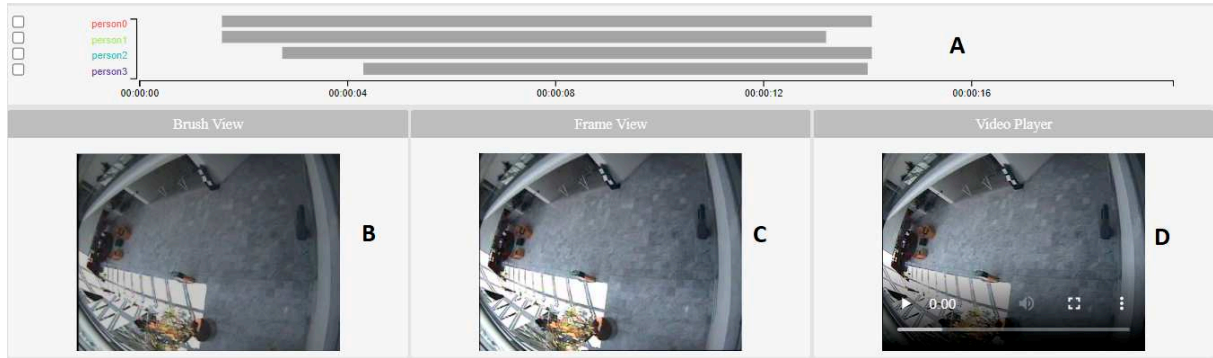 person0
person1
A
person2
person3
00:00:00 00:00:04 00:00:08 00:00:12 00:00:16
Brush View Frame View Video Player
B C D
0:00